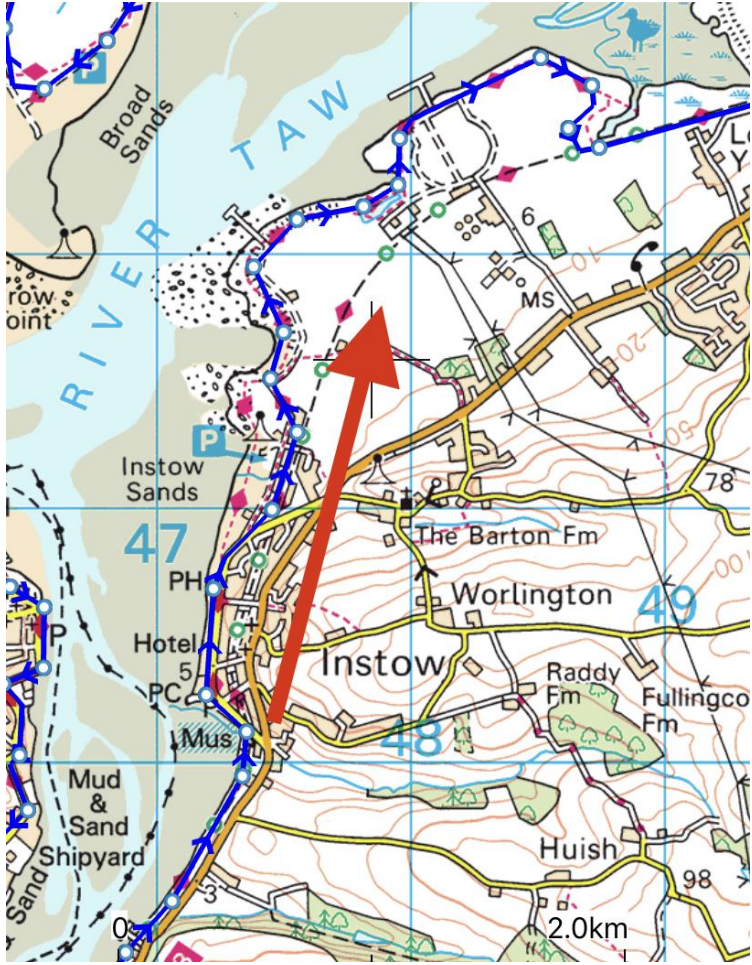 P
Broad
Sands
RIVER TAW
row
oint
6
10
MS
20
50
Instow
Sands
P
78
47
The Barton Fm
100
PH
Worlington
49
P
Hotel
5
Instow
Raddy
Fm
Fullingco
Fm
PC
Mus
48
Mud
&
Sand
Shipyard
Sand
Huish
3
98
0
2.0km